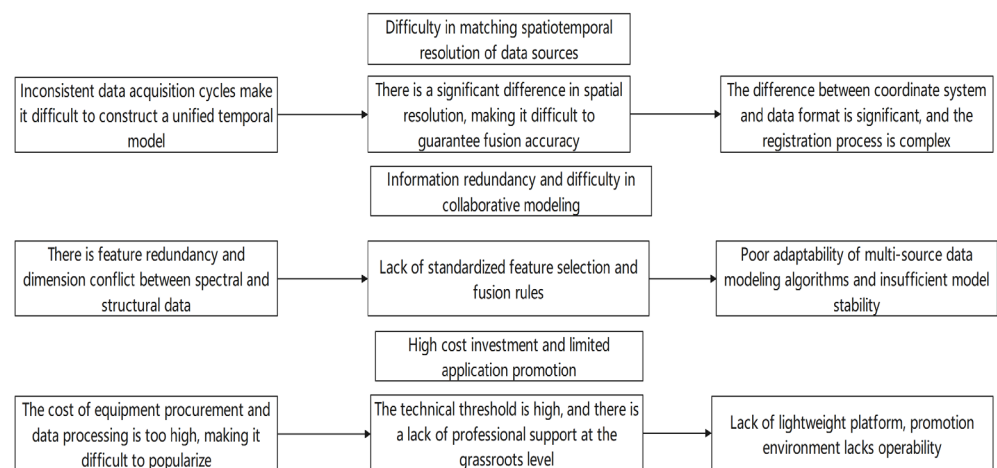 Difficulty in matching spatiotemporal
resolution of data sources
Inconsistent data acquisition cycles make
it difficult to construct a unified temporal
model
There is a significant difference in spatial
resolution, making it difficult to
guarantee fusion accuracy
The difference between coordinate system
and data format is significant, and the
registration process is complex
Information redundancy and difficulty in
collaborative modeling
There is feature redundancy and
dimension conflict between spectral and
structural data
Lack of standardized feature selection and
fusion rules
Poor adaptability of multi-source data
modeling algorithms and insufficient model
stability
High cost investment and limited
application promotion
The cost of equipment procurement and
data processing is too high, making it
difficult to popularize
The technical threshold is high, and there is
a lack of professional support at the
grassroots level
Lack of lightweight platform, promotion
environment lacks operability